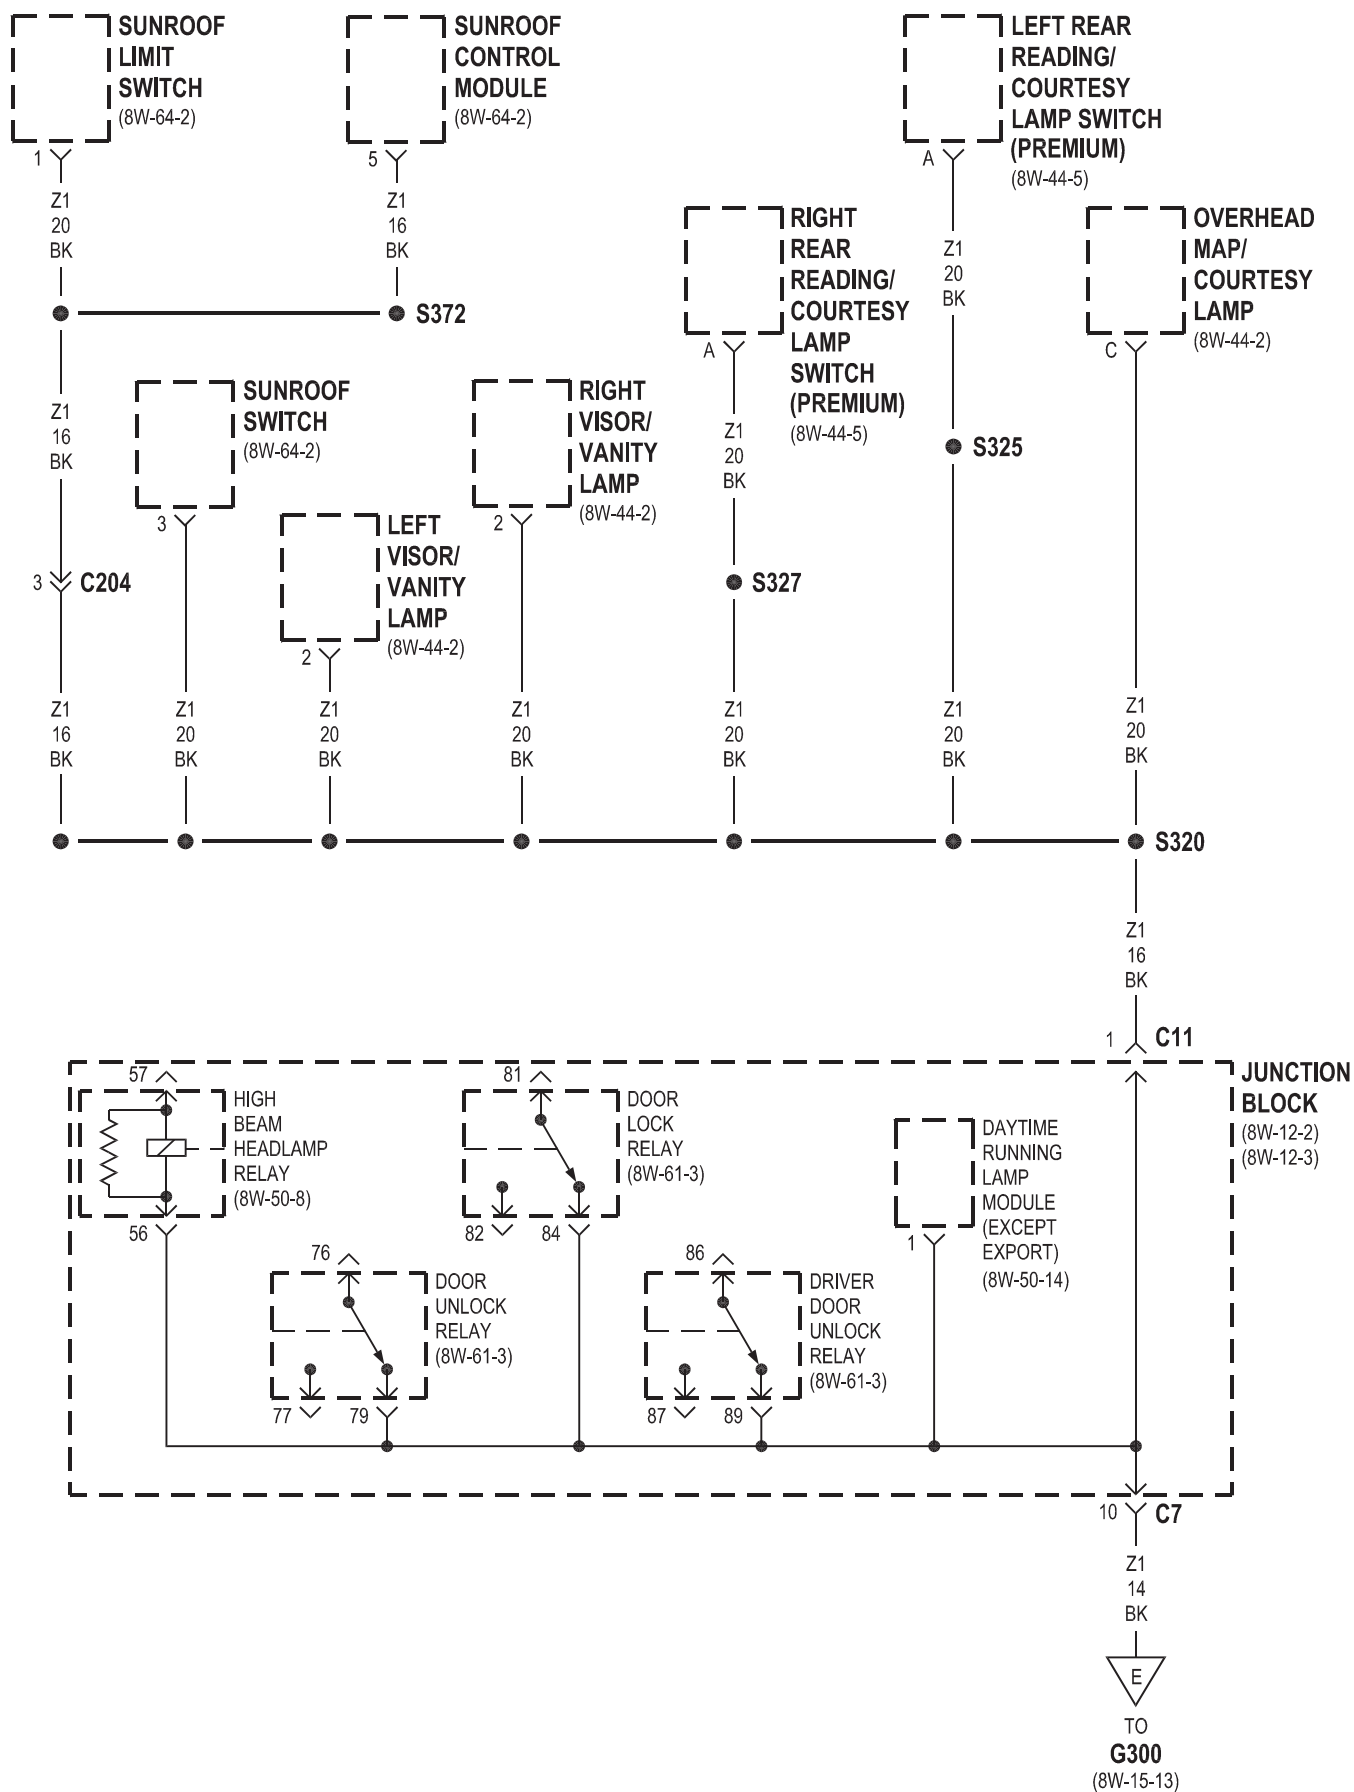 SUNROOF
LIMIT
SWITCH
(8W-64-2)
1
Z1
20
BK
SUNROOF
CONTROL
MODULE
(8W-64-2)
5
Z1
16
BK
S372
LEFT REAR
READING/
COURTESY
LAMP SWITCH
(PREMIUM)
(8W-44-5)
A
Z1
20
BK
S325
RIGHT
REAR
READING/
COURTESY
LAMP
SWITCH
(PREMIUM)
(8W-44-5)
A
Z1
20
BK
S327
OVERHEAD
MAP/
COURTESY
LAMP
(8W-44-2)
C
Z1
16
BK
3
C204
SUNROOF
SWITCH
(8W-64-2)
3
LEFT
VISOR/
VANITY
LAMP
(8W-44-2)
2
RIGHT
VISOR/
VANITY
LAMP
(8W-44-2)
2
Z1
16
BK
Z1
20
BK
Z1
20
BK
Z1
20
BK
Z1
20
BK
Z1
20
BK
Z1
20
BK
S320
Z1
16
BK
1
C11
JUNCTION
BLOCK
(8W-12-2)
(8W-12-3)
57
HIGH
BEAM
HEADLAMP
RELAY
(8W-50-8)
56
81
DOOR
LOCK
RELAY
(8W-61-3)
82
84
DAYTIME
RUNNING
LAMP
MODULE
(EXCEPT
EXPORT)
(8W-50-14)
1
76
DOOR
UNLOCK
RELAY
(8W-61-3)
77
79
86
DRIVER
DOOR
UNLOCK
RELAY
(8W-61-3)
87
89
10
C7
Z1
14
BK
E
TO
G300
(8W-15-13)